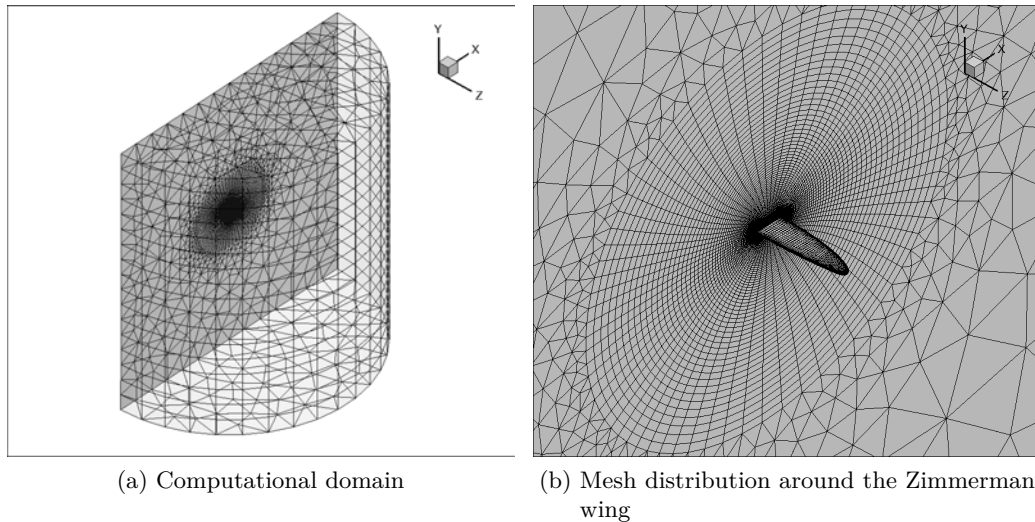 Y
X
Z
Y
X
Z
(a) Computational domain
(b) Mesh distribution around the Zimmerman
wing